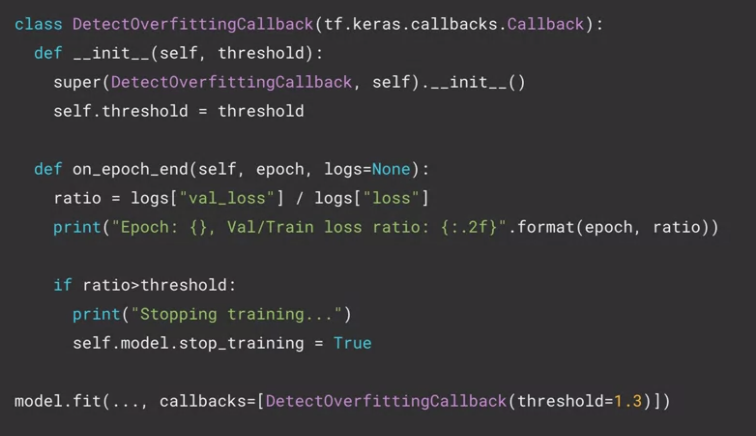 class DetectOverfittingCallback(tf.keras.callbacks.Callback):
  def __init__(self, threshold):
    super(DetectOverfittingCallback, self).__init__()
    self.threshold = threshold

  def on_epoch_end(self, epoch, logs=None):
    ratio = logs["val_loss"] / logs["loss"]
    print("Epoch: {}, Val/Train loss ratio: {:.2f}".format(epoch, ratio))

    if ratio>threshold:
      print("Stopping training...")
      self.model.stop_training = True

model.fit(..., callbacks=[DetectOverfittingCallback(threshold=1.3)])